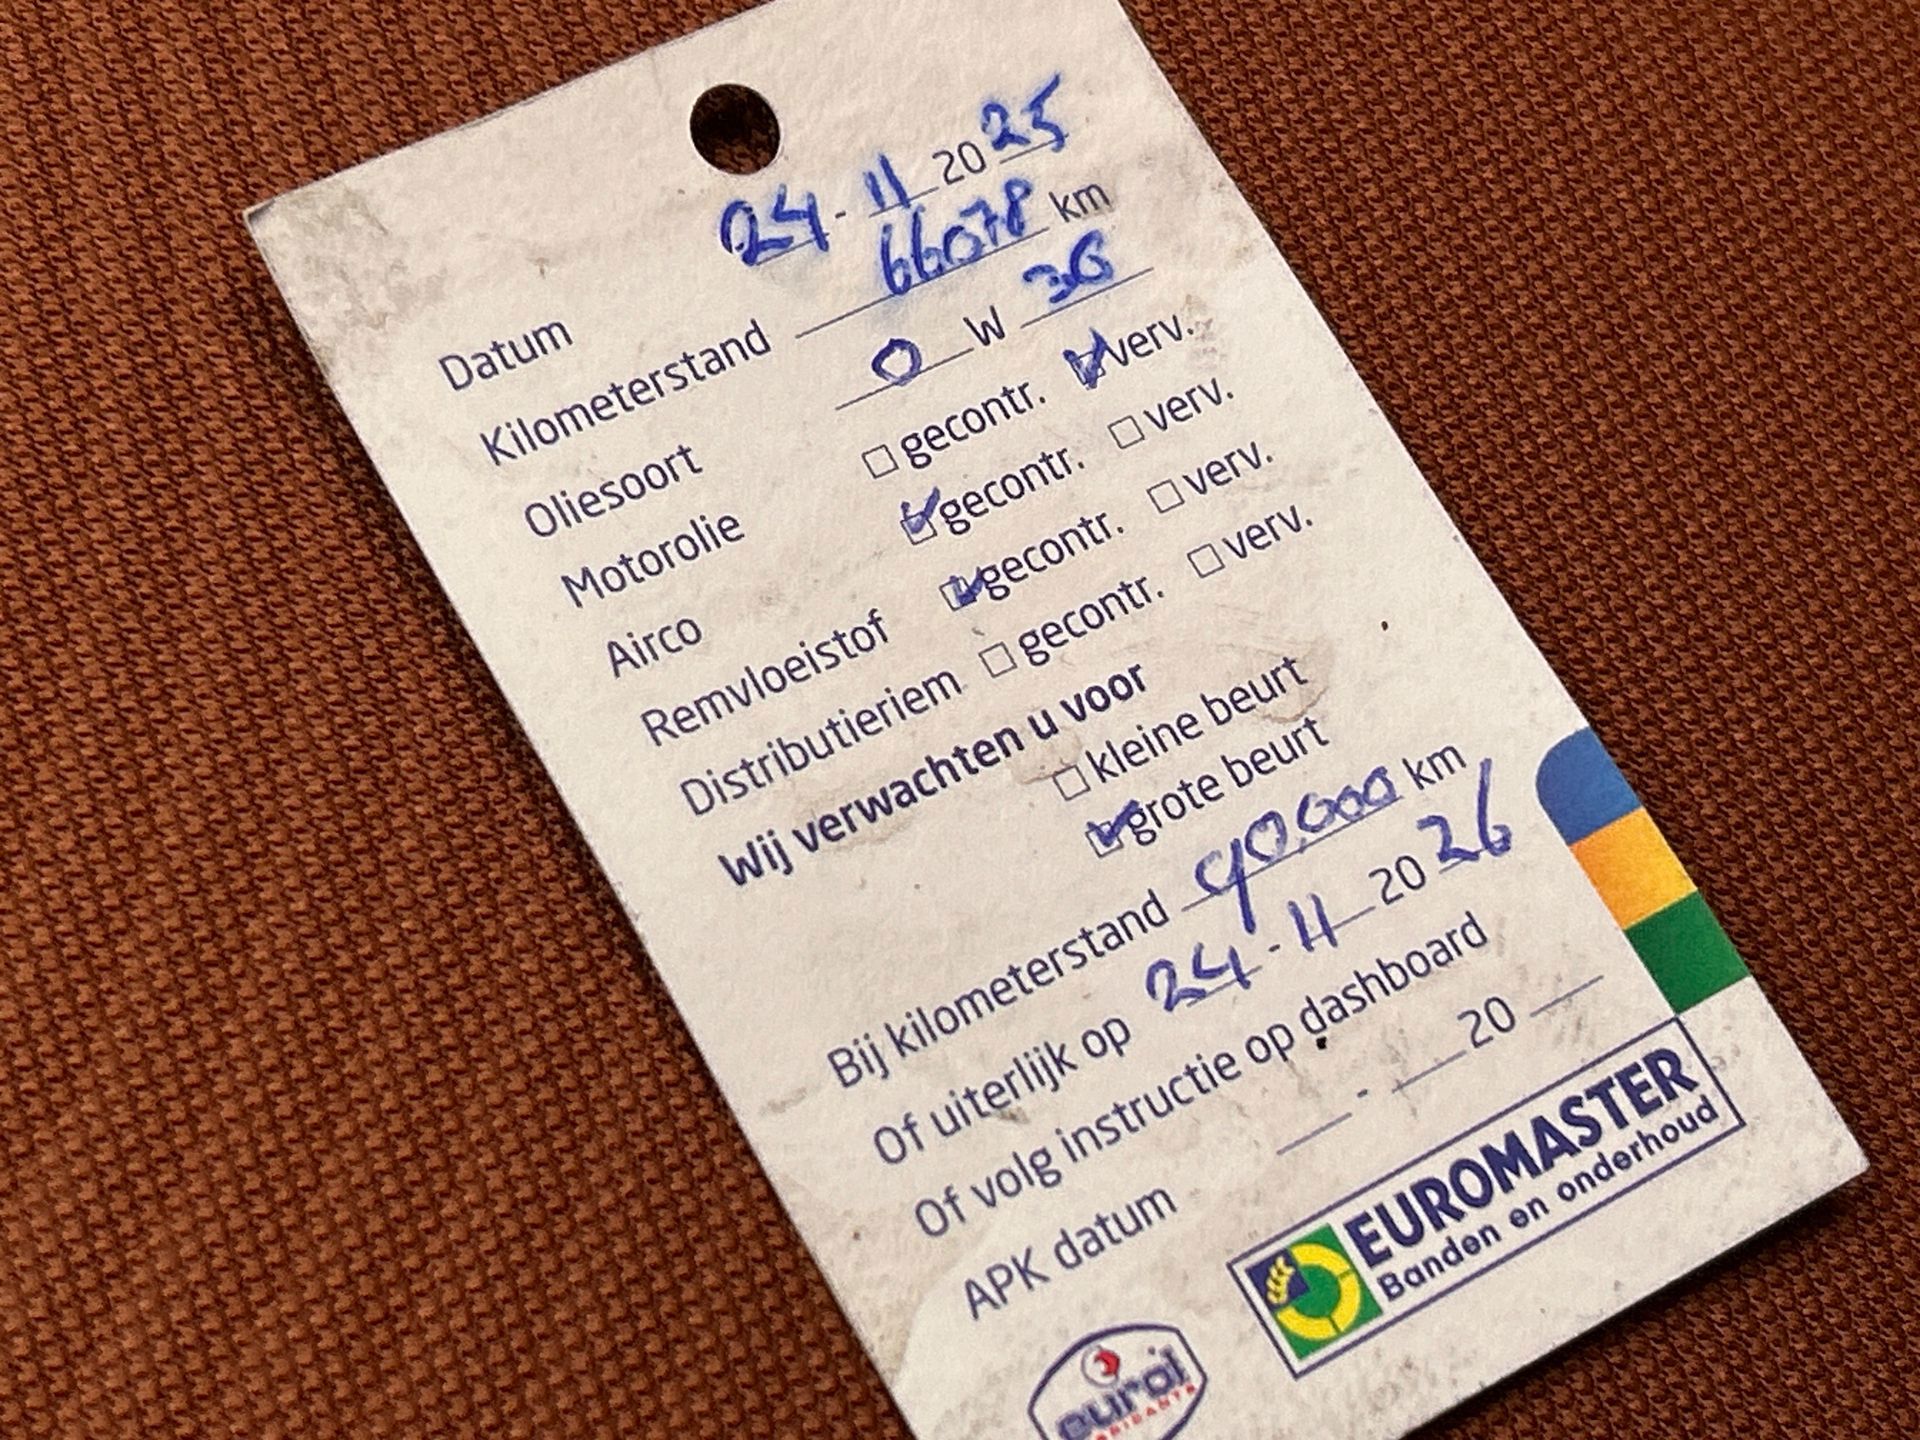 Datum 24 - 11 2025
Kilometerstand 66078 km
Oliesoort 0 W 30
Motorolie ☐ gecontr. ☑ verv.
Airco ☑ gecontr. ☐ verv.
Remvloeistof ☑ gecontr. ☐ verv.
Distributieriem ☐ gecontr. ☐ verv.
Wij verwachten u voor
☐ kleine beurt
☑ grote beurt
Bij kilometerstand 90.000 km
Of uiterlijk op 24 - 11 2026
Of volg instructie op dashboard
APK datum - 20
EUROMASTER
Banden en onderhoud
eurol